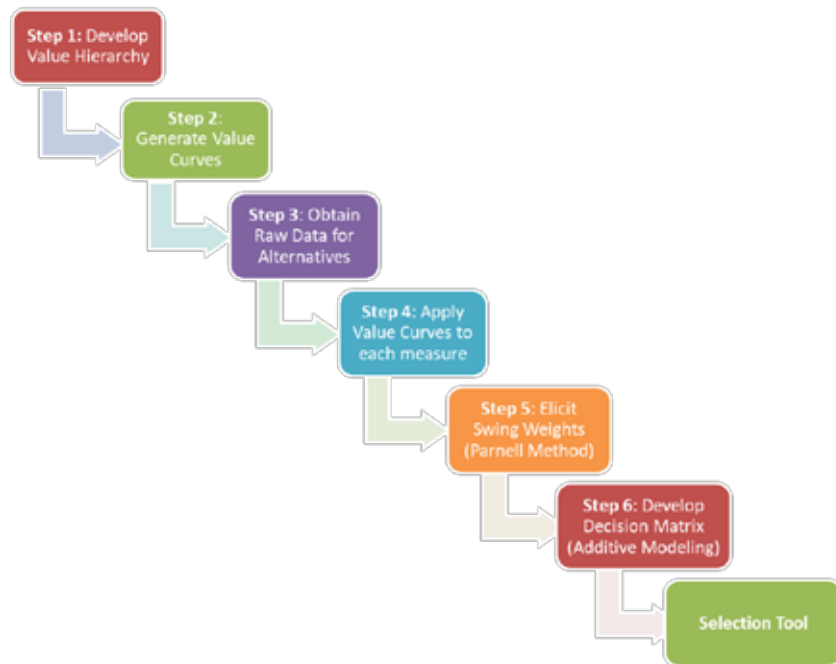 Step 1: Develop
Value Hierarchy
Step 2:
Generate Value
Curves
Step 3: Obtain
Raw Data for
Alternatives
Step 4: Apply
Value Curves to
each measure
Step 5: Elicit
Swing Weights
(Parnell Method)
Step 6: Develop
Decision Matrix
(Additive Modeling)
Selection Tool